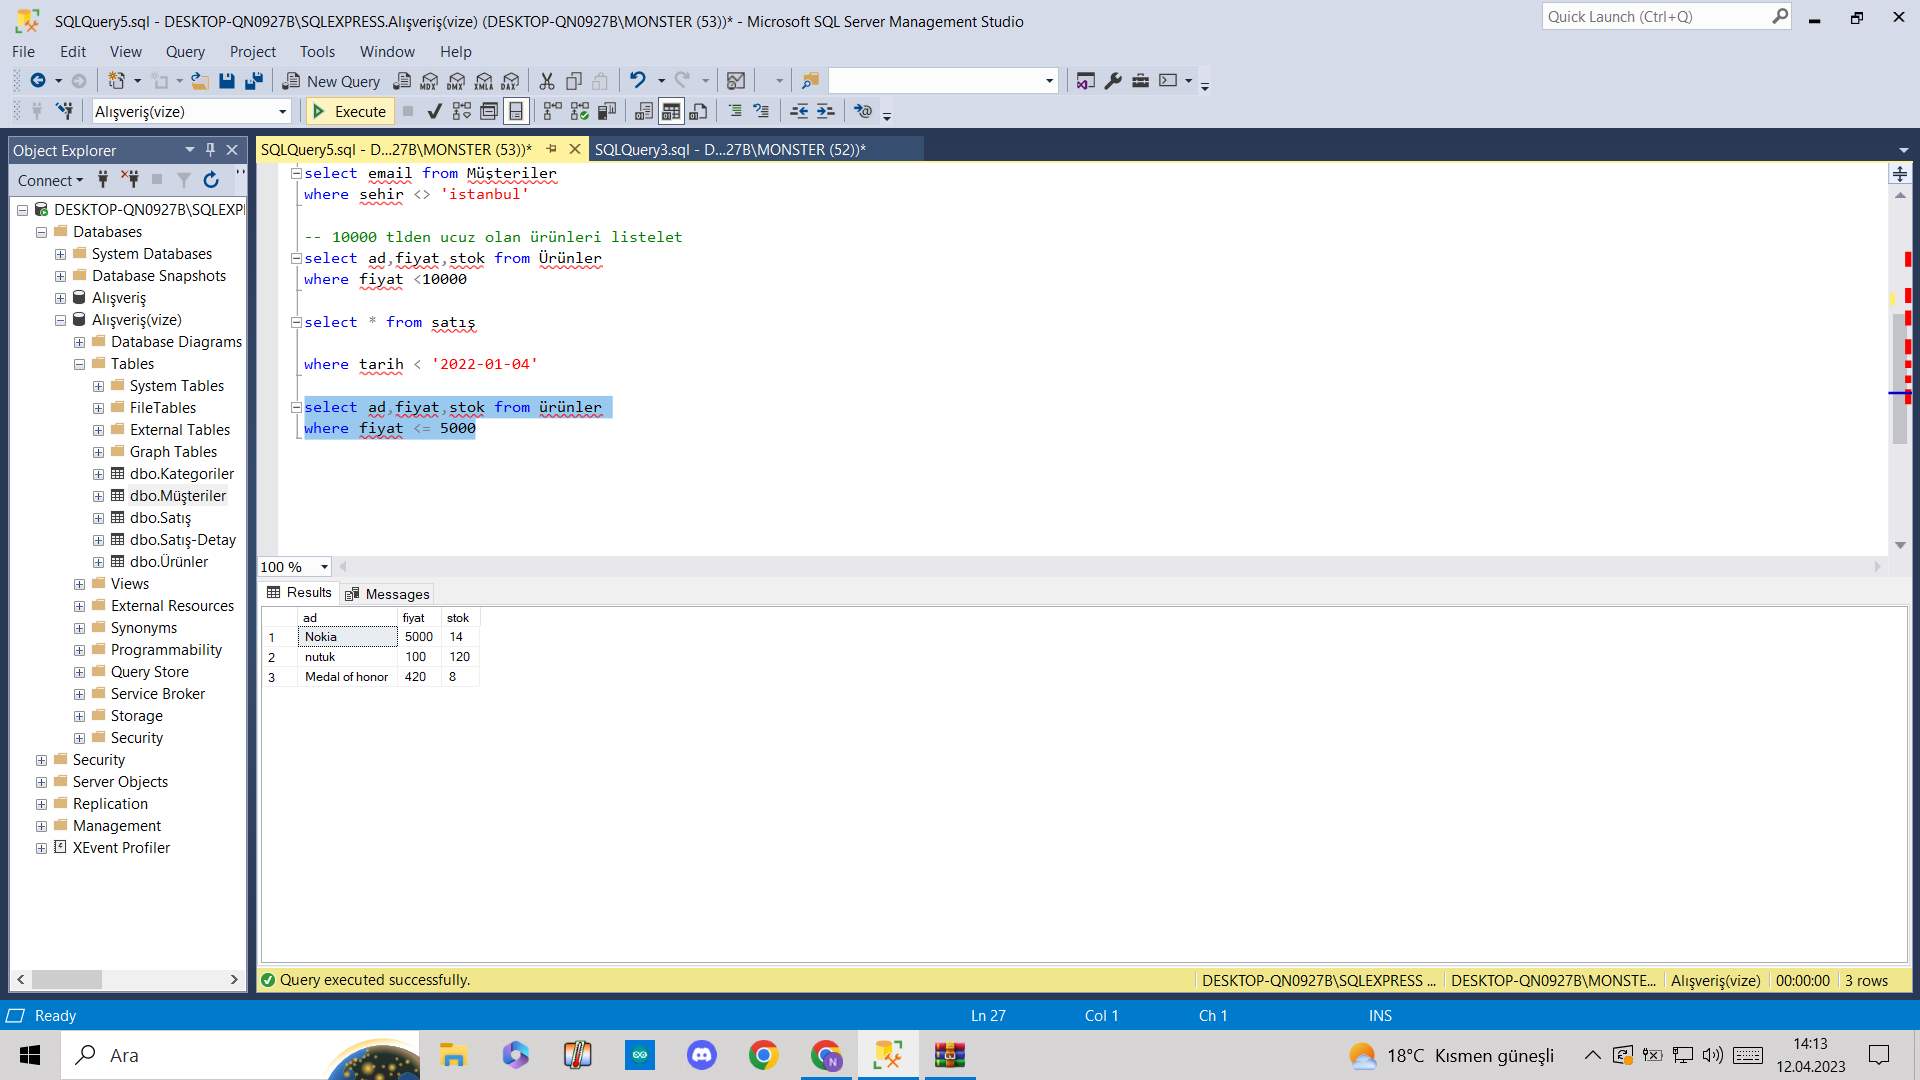 SQLQuery5.sql - DESKTOP-QN0927B\SQLEXPRESS.Alışveriş(vize) (DESKTOP-QN0927B\MONSTER (53))* - Microsoft SQL Server Management Studio
Quick Launch (Ctrl+Q)
File Edit View Query Project Tools Window Help
New Query
MDX DMX XMLA DAX
Alışveriş(vize)
Execute
Object Explorer
SQLQuery5.sql - D...27B\MONSTER (53))*
SQLQuery3.sql - D...27B\MONSTER (52))*
Connect
DESKTOP-QN0927B\SQLEXPI
Databases
System Databases
Database Snapshots
Alışveriş
Alışveriş(vize)
Database Diagrams
Tables
System Tables
FileTables
External Tables
Graph Tables
dbo.Kategoriler
dbo.Müşteriler
dbo.Satış
dbo.Satış-Detay
dbo.Ürünler
Views
External Resources
Synonyms
Programmability
Query Store
Service Broker
Storage
Security
Security
Server Objects
Replication
Management
XEvent Profiler
select email from Müşteriler
where sehir <> 'istanbul'
-- 10000 tlden ucuz olan ürünleri listelet
select ad,fiyat,stok from Ürünler
where fiyat <10000
select * from satış
where tarih < '2022-01-04'
select ad,fiyat,stok from ürünler
where fiyat <= 5000
100 %
Results Messages
ad fiyat stok
1 Nokia 5000 14
2 nutuk 100 120
3 Medal of honor 420 8
Query executed successfully.
DESKTOP-QN0927B\SQLEXPRESS ... DESKTOP-QN0927B\MONSTE... Alışveriş(vize) 00:00:00 3 rows
Ready
Ln 27 Col 1 Ch 1 INS
Ara
18°C Kısmen güneşli
14:13
12.04.2023